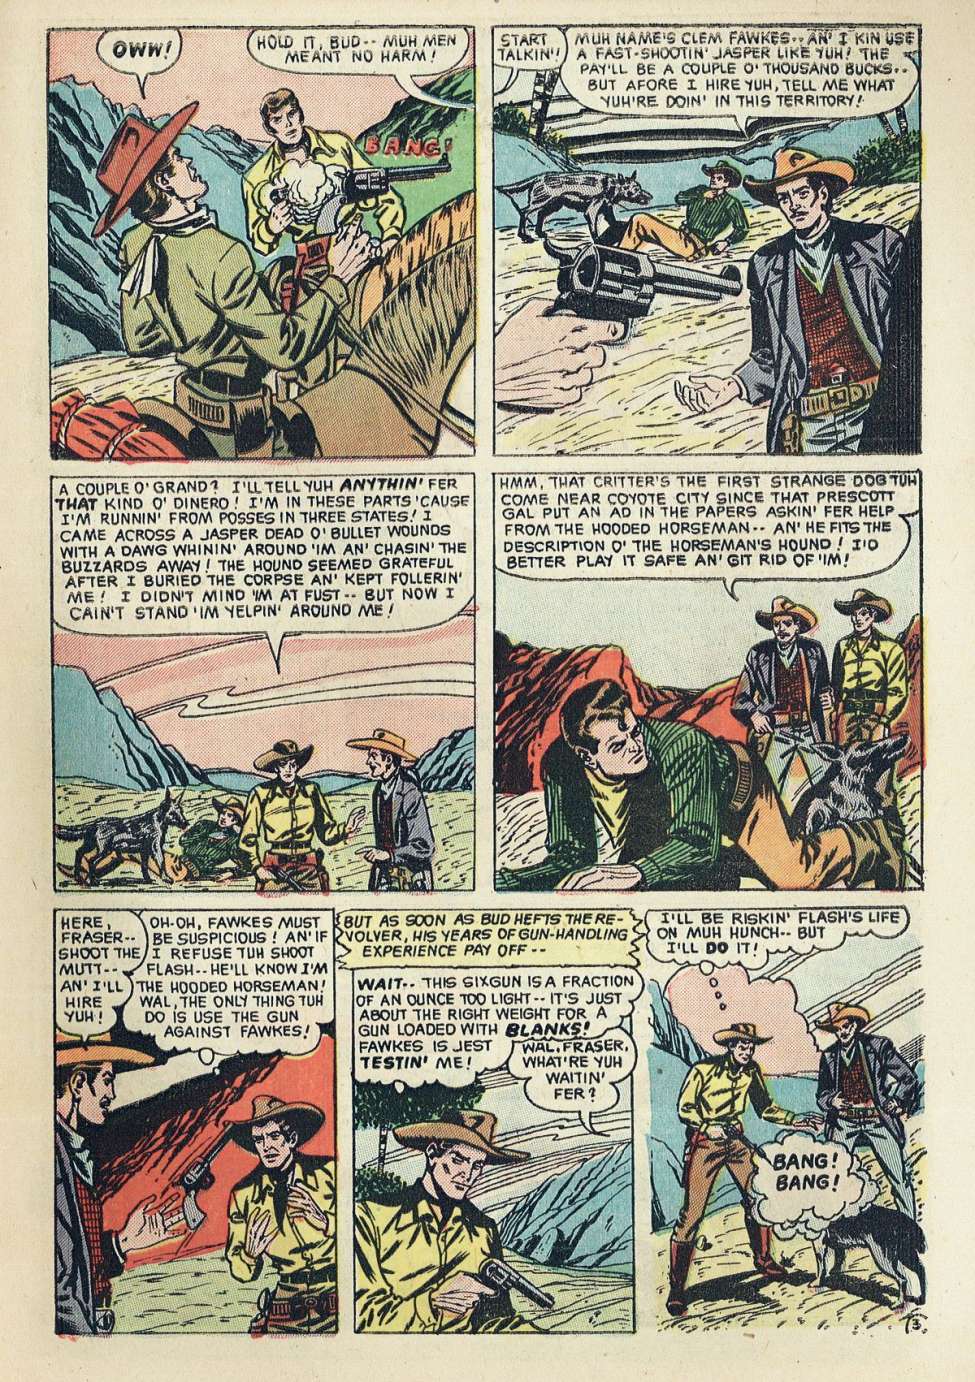 OWW!
HOLD IT, BUD-- MUH MEN
MEANT NO HARM!
BANG!
START
TALKIN'!
MUH NAME'S CLEM FAWKES-- AN' I KIN USE
A FAST-SHOOTIN' JASPER LIKE YUH! THE
PAY'LL BE A COUPLE O' THOUSAND BUCKS--
BUT AFORE I HIRE YUH, TELL ME WHAT
YUH'RE DOIN' IN THIS TERRITORY!
A COUPLE O' GRAND? I'LL TELL YUH ANYTHIN' FER
THAT KIND O' DINERO! I'M IN THESE PARTS 'CAUSE
I'M RUNNIN' FROM POSSES IN THREE STATES! I
CAME ACROSS A JASPER DEAD O' BULLET WOUNDS
WITH A DAWG WHININ' AROUND 'IM AN' CHASIN' THE
BUZZARDS AWAY! THE HOUND SEEMED GRATEFUL
AFTER I BURIED THE CORPSE AN' KEPT FOLLERIN'
ME! I DIDN'T MIND 'IM AT FUST-- BUT NOW I
CAIN'T STAND 'IM YELPIN' AROUND ME!
HMM, THAT CRITTER'S THE FIRST STRANGE DOG TUH
COME NEAR COYOTE CITY SINCE THAT PRESCOTT
GAL PUT AN AD IN THE PAPERS ASKIN' FER HELP
FROM THE HOODED HORSEMAN-- AN' HE FITS THE
DESCRIPTION O' THE HORSEMAN'S HOUND! I'D
BETTER PLAY IT SAFE AN' GIT RID OF 'IM!
HERE,
FRASER--
SHOOT THE
MUTT--
AN' I'LL
HIRE
YUH!
OH-OH, FAWKES MUST
BE SUSPICIOUS! AN' IF
I REFUSE TUH SHOOT
FLASH-- HE'LL KNOW I'M
THE HOODED HORSEMAN!
WAL, THE ONLY THING TUH
DO IS USE THE GUN
AGAINST FAWKES!
BUT AS SOON AS BUD HEFTS THE RE-
VOLVER, HIS YEARS OF GUN-HANDLING
EXPERIENCE PAY OFF--
WAIT-- THIS SIXGUN IS A FRACTION
OF AN OUNCE TOO LIGHT-- IT'S JUST
ABOUT THE RIGHT WEIGHT FOR A
GUN LOADED WITH BLANKS!
FAWKES IS JEST
TESTIN' ME!
WAL, FRASER,
WHAT'RE YUH
WAITIN'
FER?
I'LL BE RISKIN' FLASH'S LIFE
ON MUH HUNCH-- BUT
I'LL DO IT!
BANG!
BANG!
3